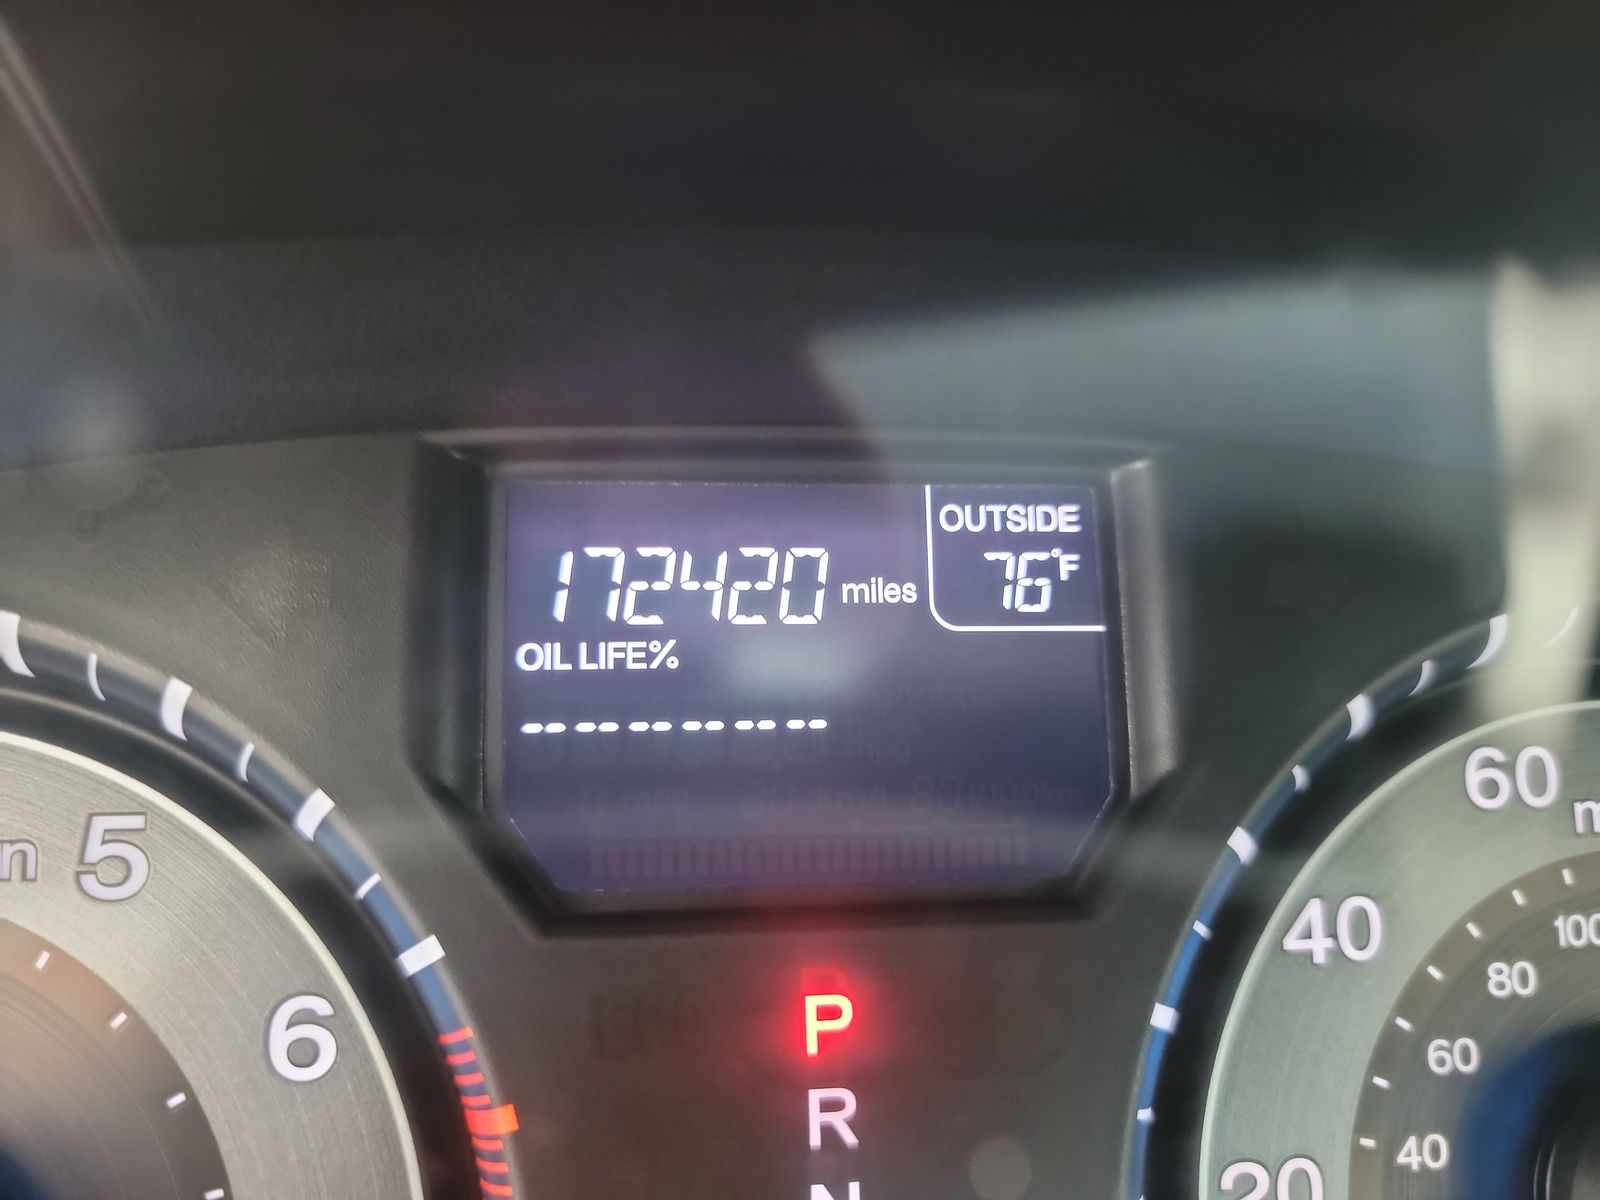 OUTSIDE
172420 miles 76°F
OIL LIFE%
-- -- -- -- -- --
60
5
40
100
80
6
P
60
R
40
20
N